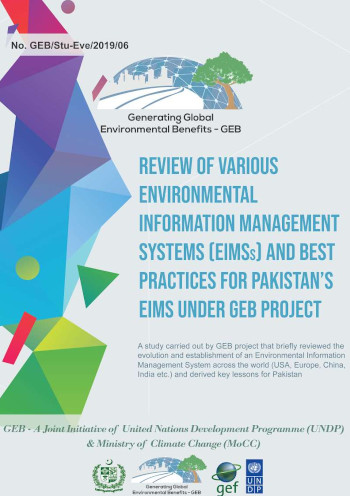 No. GEB/Stu-Eve/2019/06
Generating Global
Environmental Benefits - GEB
REVIEW OF VARIOUS
ENVIRONMENTAL
INFORMATION MANAGEMENT
SYSTEMS (EIMSs) AND BEST
PRACTICES FOR PAKISTAN'S
EIMS UNDER GEB PROJECT
A study carried out by GEB project that briefly reviewed the
evolution and establishment of an Environmental Information
Management System across the world (USA, Europe. China,
India etc.) and derived key lessons for Pakistan
GEB - A Joint Initiative of United Nations Development Programme (UNDP)
& Ministry of Climate Change (MoCC)
Generating Global
Environmental Benefits - GEB
gef
U N
D P